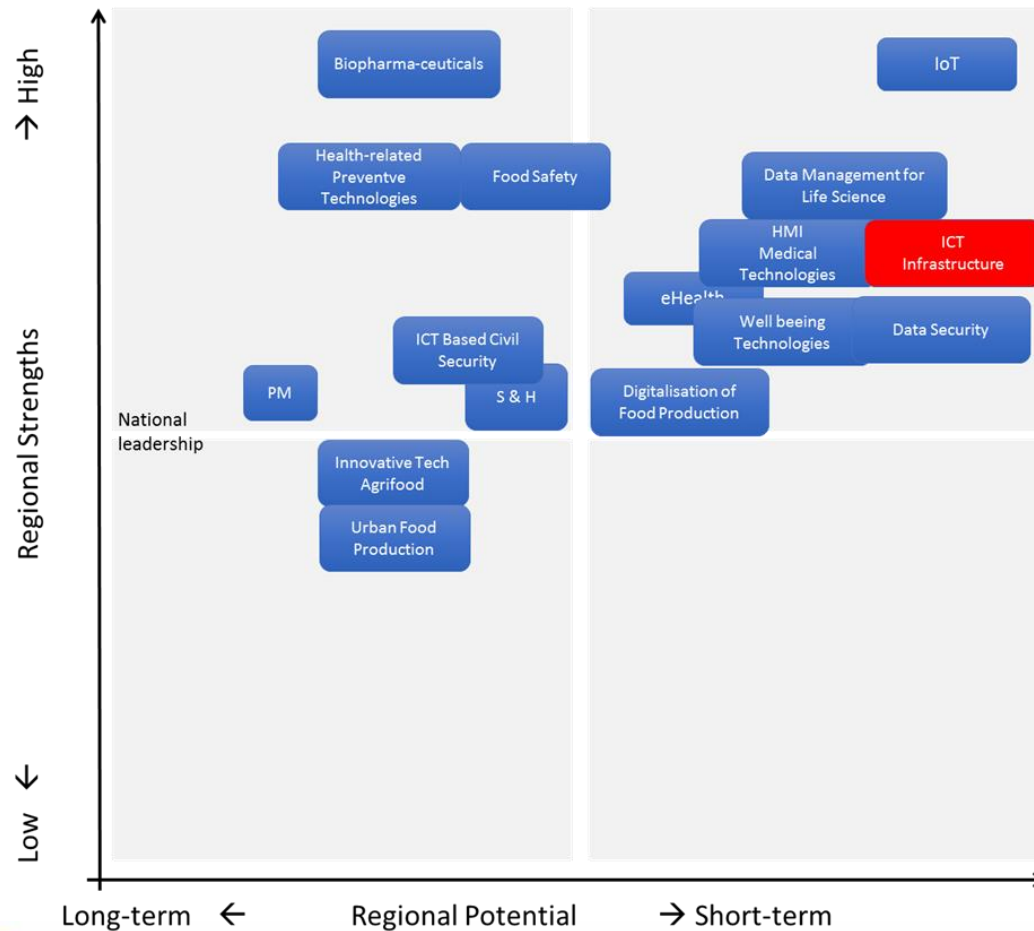 Biopharma-ceuticals
IoT
Health-related
Preventve
Technologies
Food Safety
Data Management for
Life Science
HMI
Medical
Technologies
ICT
Infrastructure
eHealth
Well beeing
Technologies
Data Security
ICT Based Civil
Security
S & H
PM
Digitalisation of
Food Production
National
leadership
Innovative Tech
Agrifood
Urban Food
Production
Low ← Regional Strengths → High
Long-term ← Regional Potential → Short-term